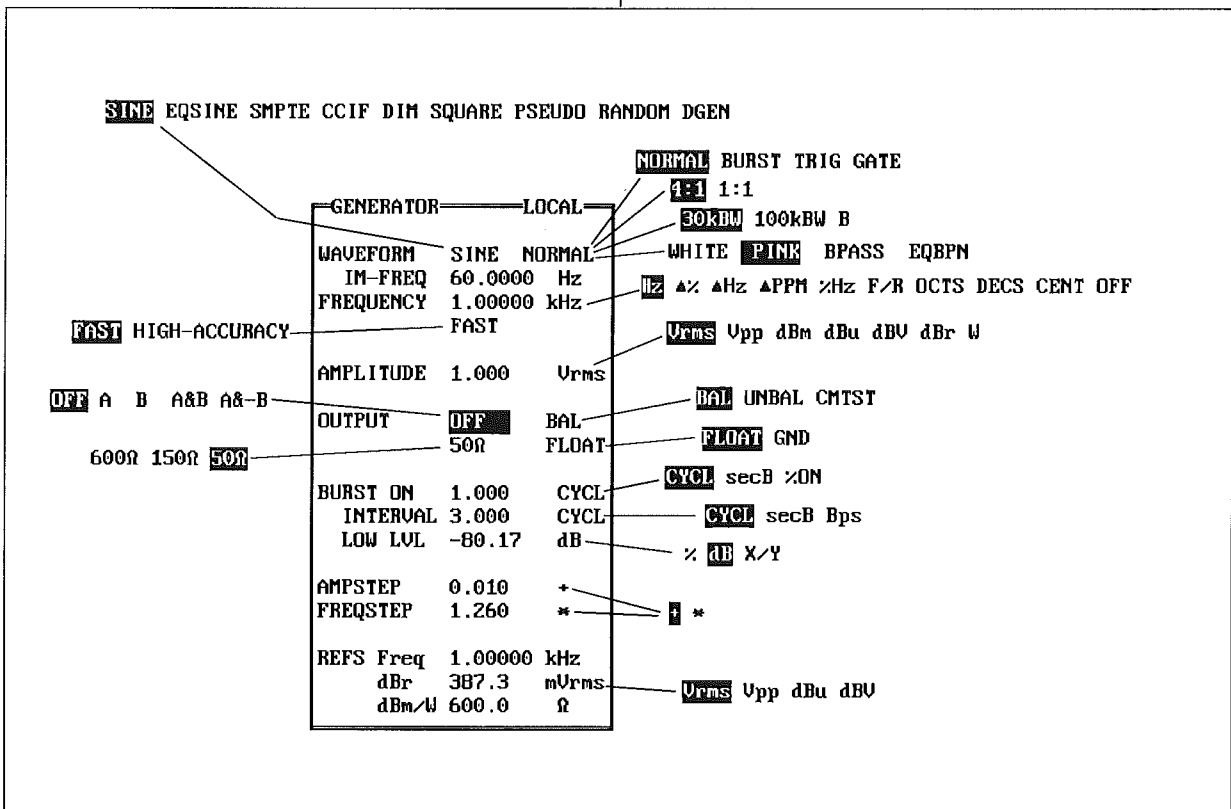 SINE EQSINE SMPTE CCIF DIM SQUARE PSEUDO RANDOM DGEN
NORMAL BURST TRIG GATE
4:1 1:1
GENERATOR LOCAL
30kBW 100kBW B
WAVEFORM SINE NORMAL
WHITE PINK BPASS EQBPN
IM-FREQ 60.0000 Hz
Hz ▲% ▲Hz ▲PPM %Hz F/R OCTS DECS CENT OFF
FREQUENCY 1.00000 kHz
FAST HIGH-ACCURACY
FAST
Vrms Vpp dBm dBu dBV dBr W
AMPLITUDE 1.000 Vrms
OFF A B A&B A&-B
BAL UNBAL CMTST
OUTPUT OFF BAL
50Ω FLOAT
FLOAT GND
600Ω 150Ω 50Ω
CYCL secB %ON
BURST ON 1.000 CYCL
INTERVAL 3.000 CYCL
CYCL secB Bps
LOW LVL -80.17 dB
% dB X/Y
AMPSTEP 0.010 +
FREQSTEP 1.260 *
+ *
REFS Freq 1.00000 kHz
dBr 387.3 mVrms
Vrms Vpp dBu dBV
dBm/W 600.0 Ω